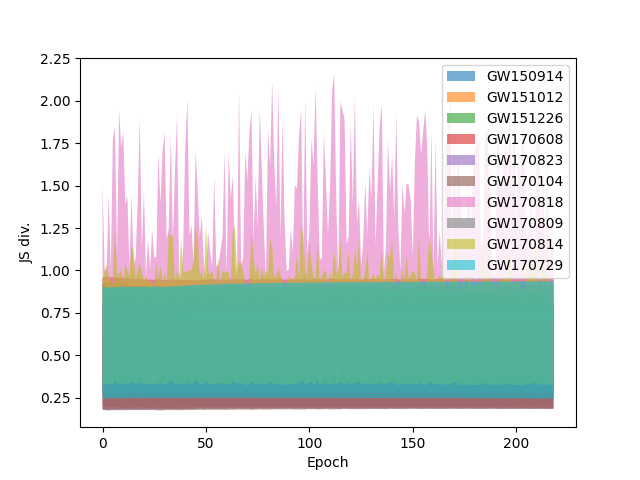 2.25
2.00
1.75
1.50
1.25
1.00
0.75
0.50
0.25
JS div.
0
50
100
150
200
Epoch
GW150914
GW151012
GW151226
GW170608
GW170823
GW170104
GW170818
GW170809
GW170814
GW170729